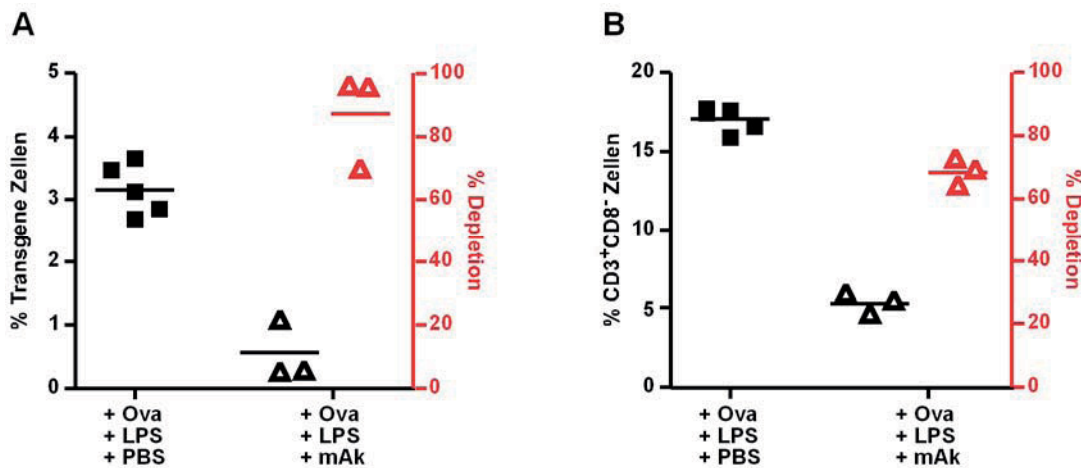 A
% Transgene Zellen
5
4
3
2
1
0
100
80
60
40
20
0
% Depletion
+ Ova
+ LPS
+ PBS
+ Ova
+ LPS
+ mAk
B
% CD3⁺CD8⁻ Zellen
20
15
10
5
0
100
80
60
40
20
0
% Depletion
+ Ova
+ LPS
+ PBS
+ Ova
+ LPS
+ mAk